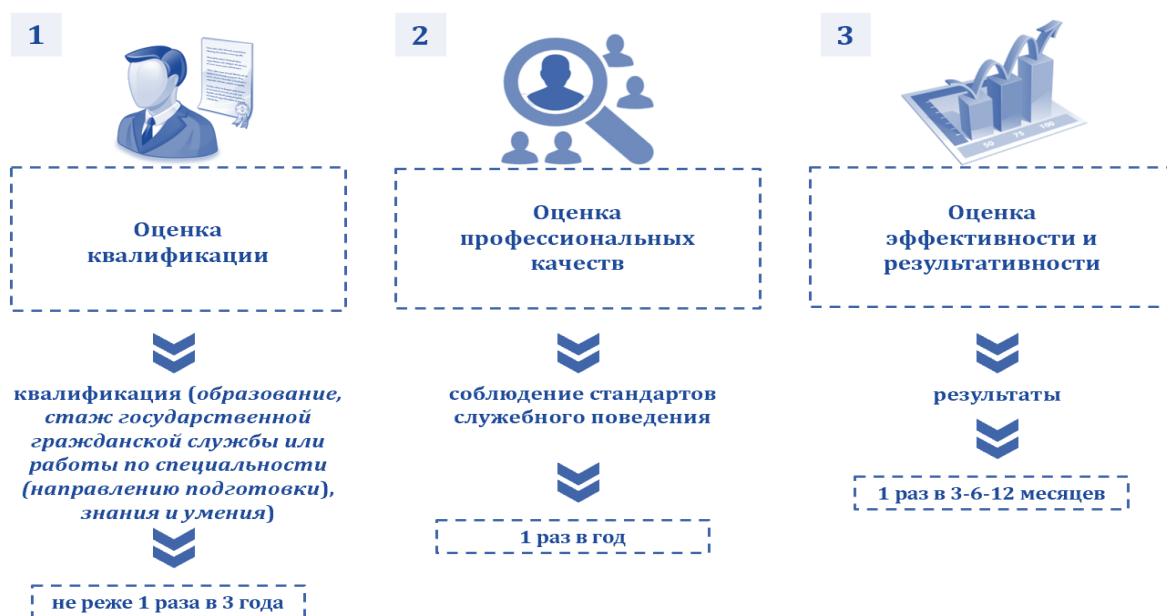 1
Оценка
квалификации
квалификация (образование,
стаж государственной
гражданской службы или
работы по специальности
(направлению подготовки),
знания и умения)
не реже 1 раза в 3 года
2
Оценка
профессиональных
качеств
соблюдение стандартов
служебного поведения
1 раз в год
3
50 75 100
Оценка
эффективности и
результативности
результаты
1 раз в 3-6-12 месяцев